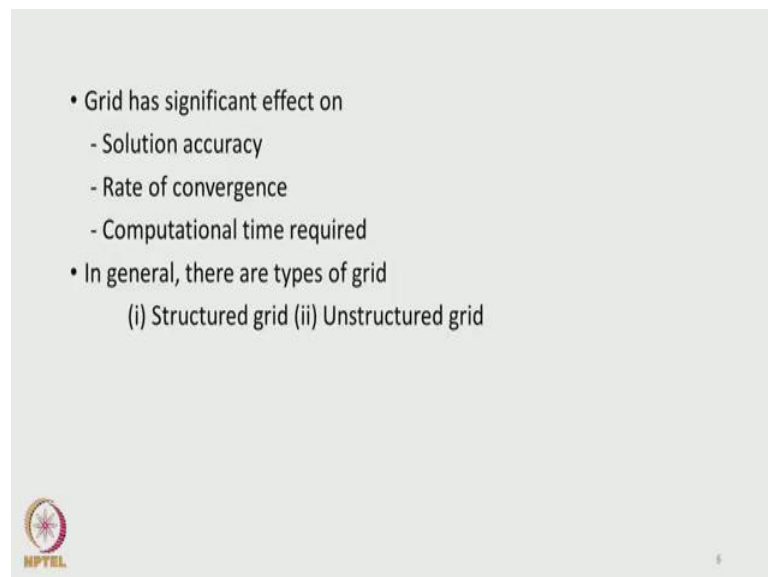 • Grid has significant effect on
- Solution accuracy
- Rate of convergence
- Computational time required
• In general, there are types of grid
(i) Structured grid (ii) Unstructured grid
NPTEL
6